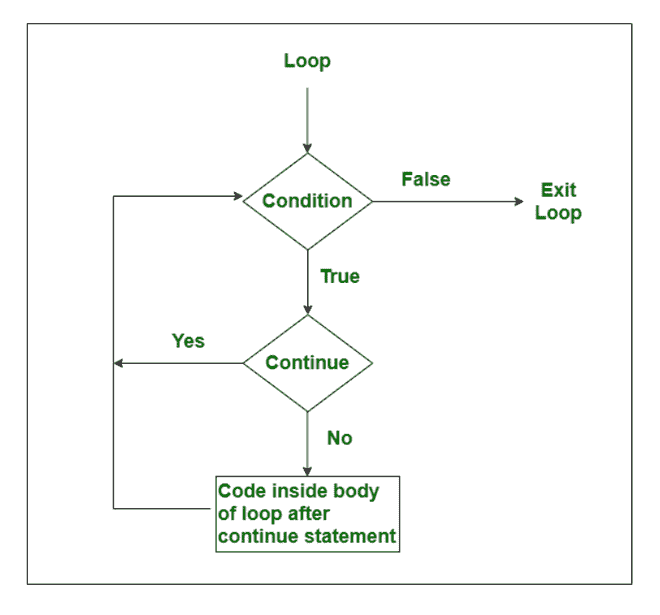 Loop
Condition
False
Exit
Loop
True
Yes
Continue
No
Code inside body
of loop after
continue statement